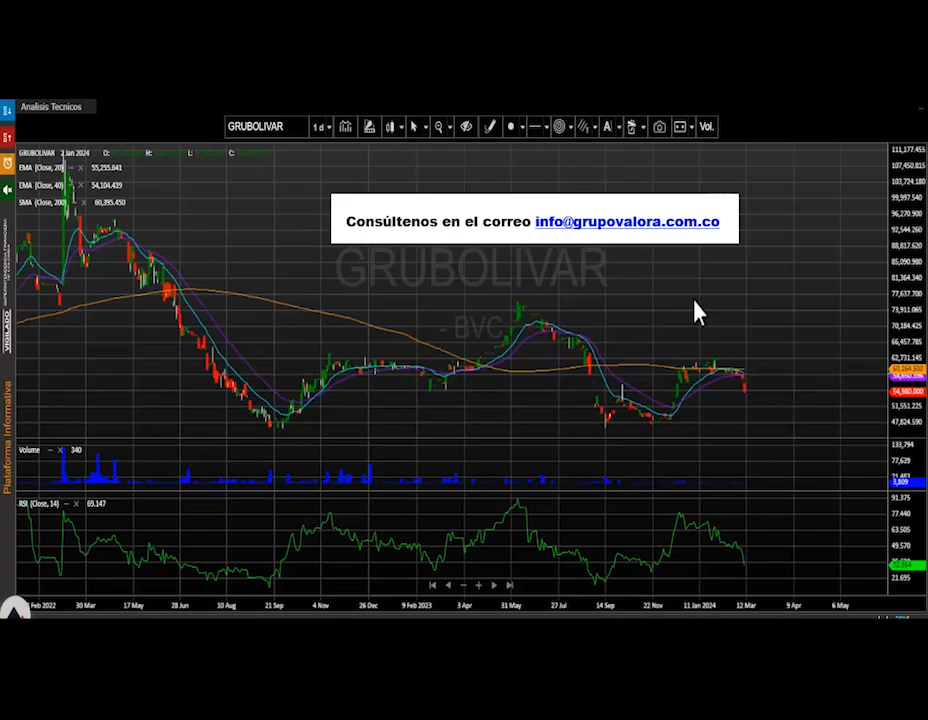 Analisis Tecnicos
GRUBOLIVAR 1 d Vol.
GRUBOLIVAR 2 Jan 2024 O: H: L: C:
EMA (Close, 20) 55,255.641
EMA (Close, 40) 54,104.439
SMA (Close, 200) 60,395.450
Consúltenos en el correo info@grupovalora.com.co
GRUBOLIVAR
- BVC
111,177.455
107,450.815
103,724.180
99,997.540
96,270.900
92,544.260
88,817.620
85,090.980
81,364.340
77,637.700
73,911.065
70,184.425
66,457.785
62,731.145
60,264.500
54,980.000
51,551.225
47,824.590
Volume 340
133,794
77,639
3,809
RSI (Close, 14) 69.147
91.375
77.440
63.505
49.570
21.695
Feb 2022 30 Mar 17 May 28 Jun 10 Aug 21 Sep 4 Nov 26 Dec 9 Feb 2023 3 Apr 31 May 27 Jul 14 Sep 22 Nov 11 Jan 2024 12 Mar 9 Apr 6 May
VIGILADO
SUPERINTENDENCIA FINANCIERA DE COLOMBIA
Plataforma Informativa